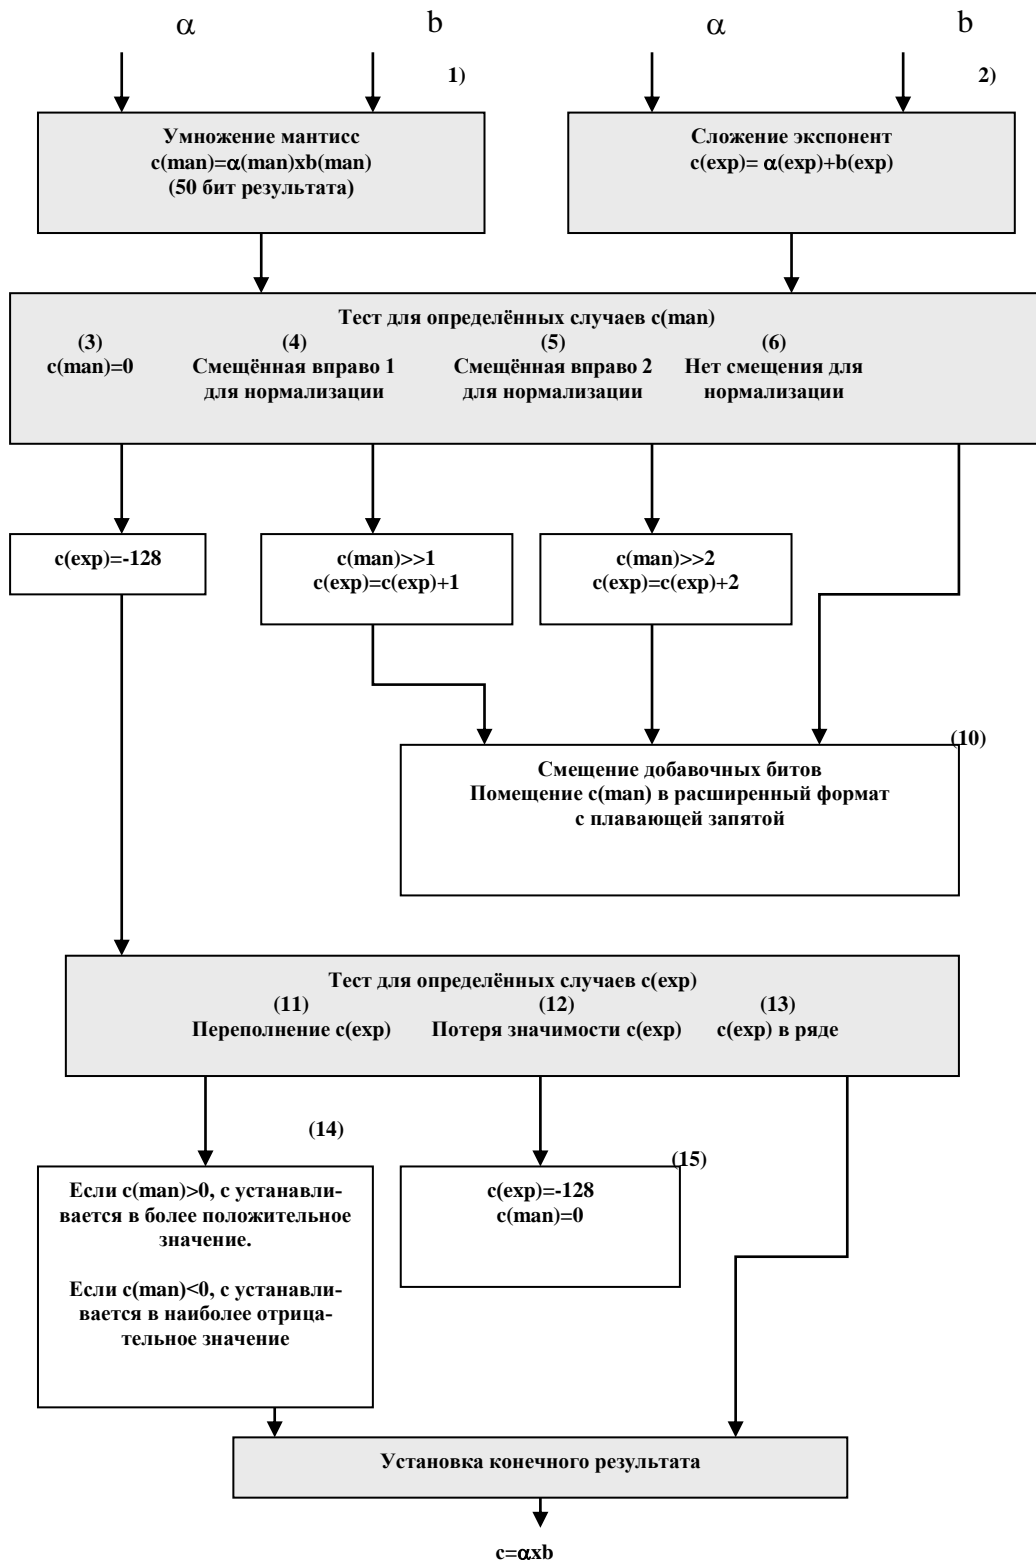 α b α b
1) 2)
Умножение мантисс
c(man)=α(man)xb(man)
(50 бит результата)
Сложение экспонент
c(exp)= α(exp)+b(exp)
Тест для определённых случаев c(man)
(3) (4) (5) (6)
c(man)=0 Смещённая вправо 1 Смещённая вправо 2 Нет смещения для
для нормализации для нормализации нормализации
c(exp)=-128
c(man)>>1
c(exp)=c(exp)+1
c(man)>>2
c(exp)=c(exp)+2
(10)
Смещение добавочных битов
Помещение c(man) в расширенный формат
с плавающей запятой
Тест для определённых случаев c(exp)
(11) (12) (13)
Переполнение c(exp) Потеря значимости c(exp) c(exp) в ряде
(14)
(15)
Если c(man)>0, с устанавли-
вается в более положительное
значение.
Если c(man)<0, с устанавли-
вается в наиболее отрица-
тельное значение
c(exp)=-128
c(man)=0
Установка конечного результата
c=αxb